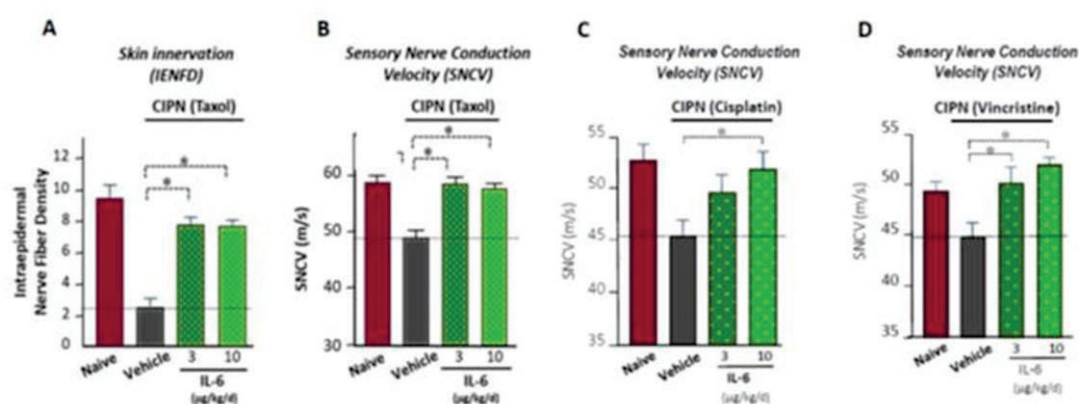 A
Skin innervation
(IENFD)
CIPN (Taxol)
Intraepidermal
Nerve Fiber Density
12
10
8
6
4
2
0
*
*
Naive
Vehicle
3
10
IL-6
(µg/kg/d)
B
Sensory Nerve Conduction
Velocity (SNCV)
CIPN (Taxol)
SNCV (m/s)
60
50
40
30
*
*
Naive
Vehicle
3
10
IL-6
(µg/kg/d)
C
Sensory Nerve Conduction
Velocity (SNCV)
CIPN (Cisplatin)
SNCV (m/s)
55
50
45
40
35
*
Naive
Vehicle
3
10
IL-6
(µg/kg/d)
D
Sensory Nerve Conduction
Velocity (SNCV)
CIPN (Vincristine)
SNCV (m/s)
55
50
45
40
35
*
*
Naive
Vehicle
3
10
IL-6
(µg/kg/d)